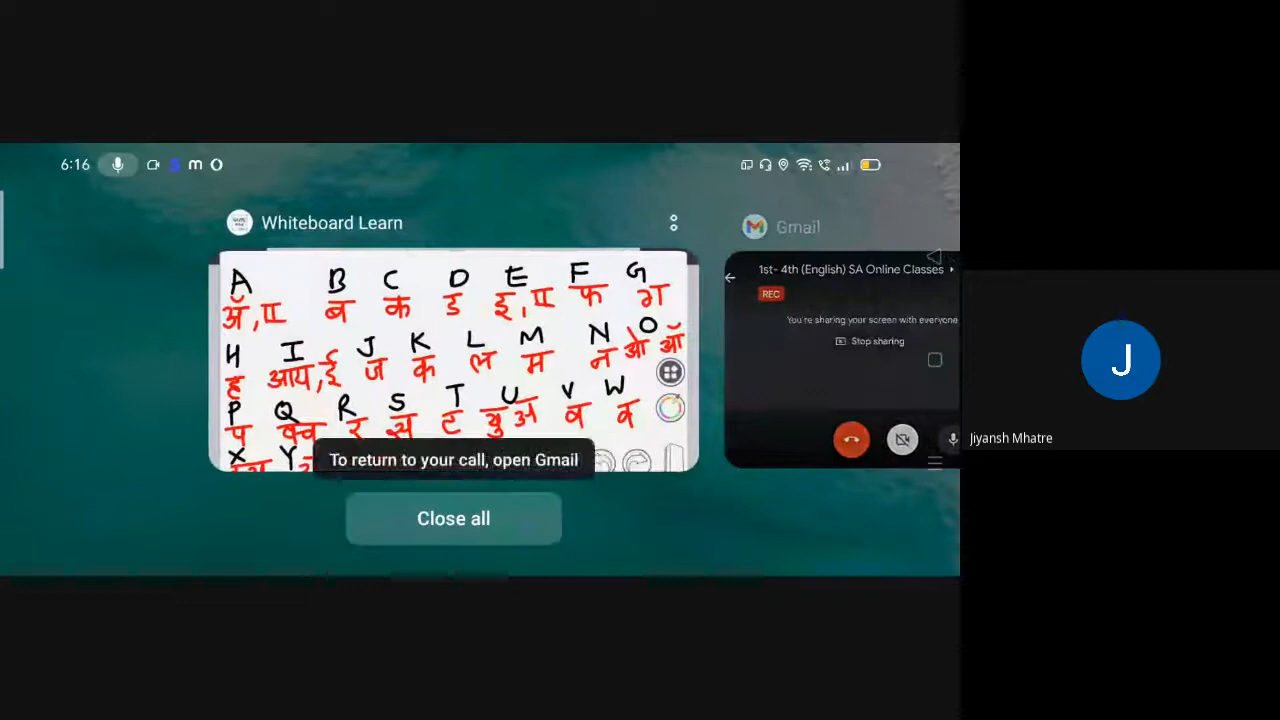 6:16
Whiteboard Learn
Gmail
A B C D E F G
ॲ,ㅍ ब क ड इ,ㅍ फ ग
H I J K L M N O
ह आय,ई ज क ल म न ओ ऑ
P Q R S T U V W
प क्व र स ट यु अ व व
X Y
To return to your call, open Gmail
Close all
1st- 4th (English) SA Online Classes
REC
You're sharing your screen with everyone
Stop sharing
J
Jiyansh Mhatre